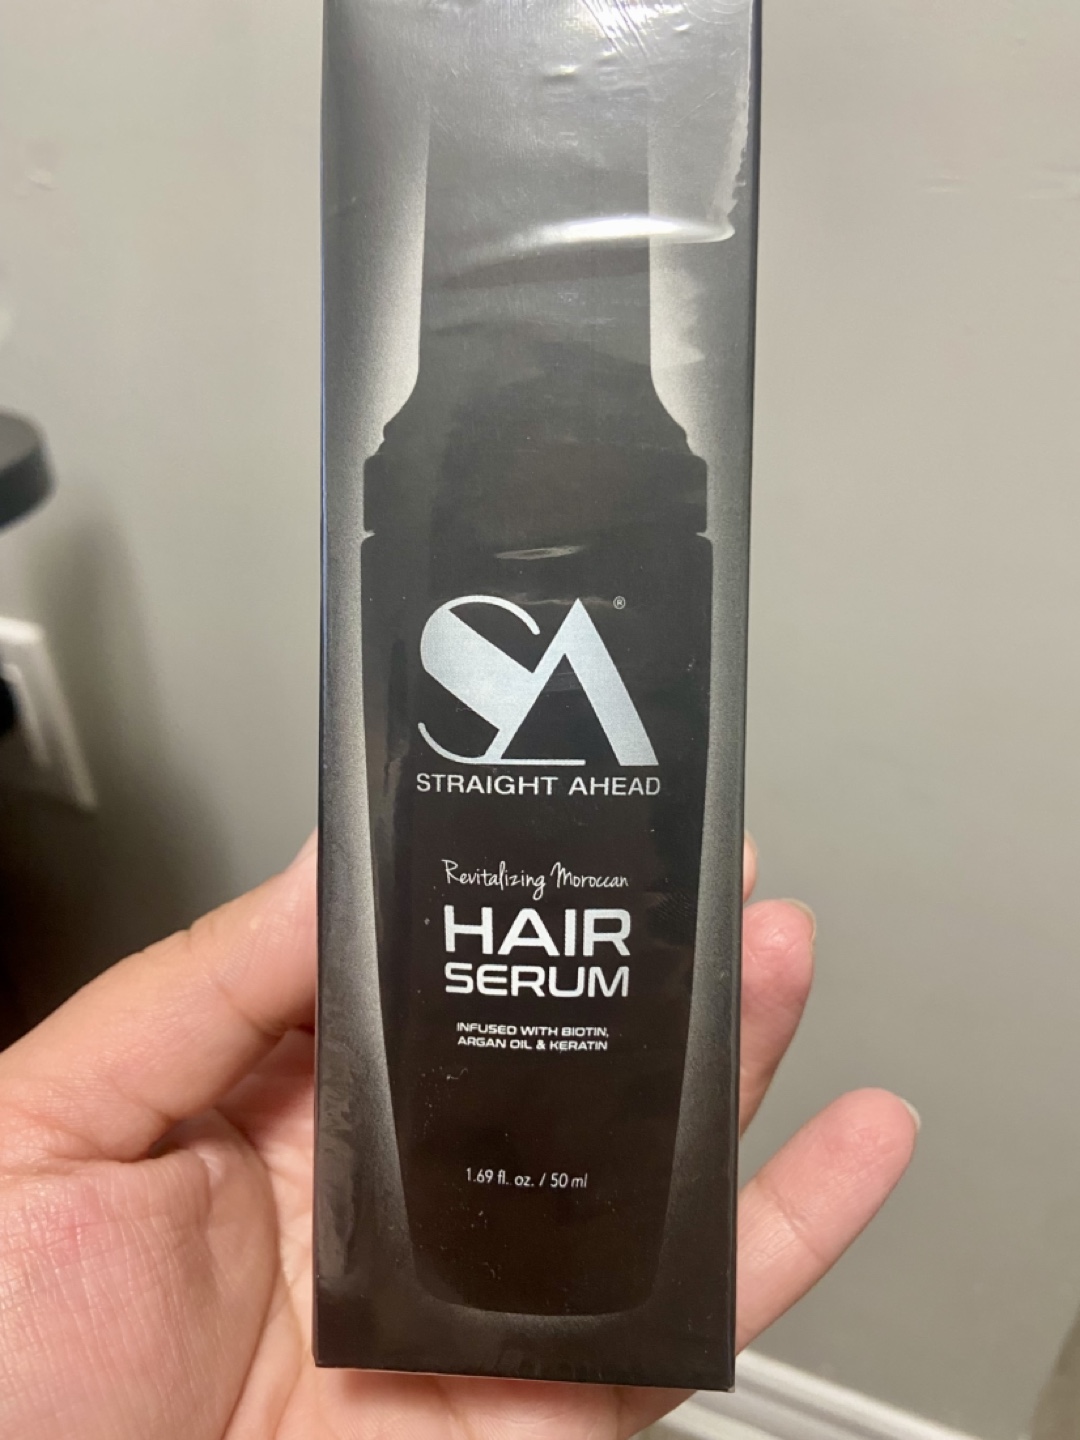 SA®
STRAIGHT AHEAD
Revitalizing Moroccan
HAIR
SERUM
INFUSED WITH BIOTIN,
ARGAN OIL & KERATIN
1.69 fl. oz. / 50 ml